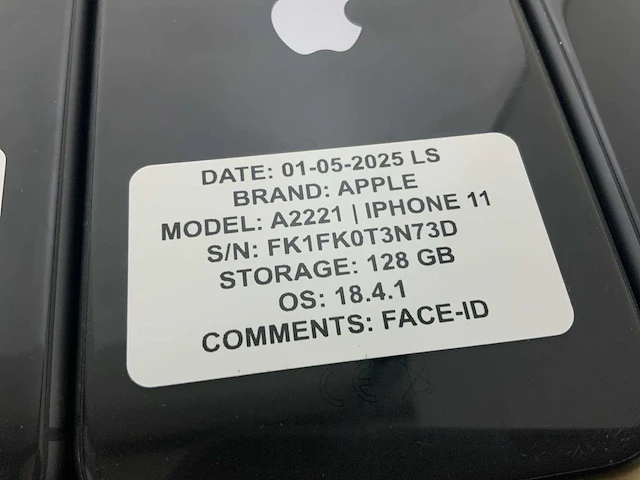 DATE: 01-05-2025 LS
BRAND: APPLE
MODEL: A2221 | IPHONE 11
S/N: FK1FK0T3N73D
STORAGE: 128 GB
OS: 18.4.1
COMMENTS: FACE-ID